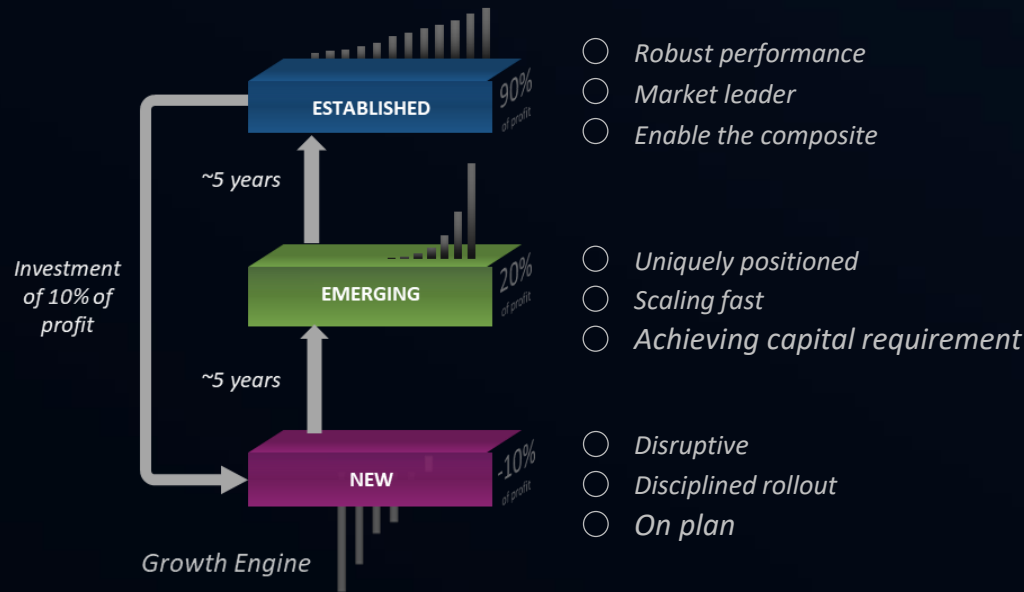 ESTABLISHED
90%
of profit
Robust performance
Market leader
Enable the composite
~5 years
Investment
of 10% of
profit
EMERGING
20%
of profit
Uniquely positioned
Scaling fast
Achieving capital requirement
~5 years
NEW
-10%
of profit
Disruptive
Disciplined rollout
On plan
Growth Engine